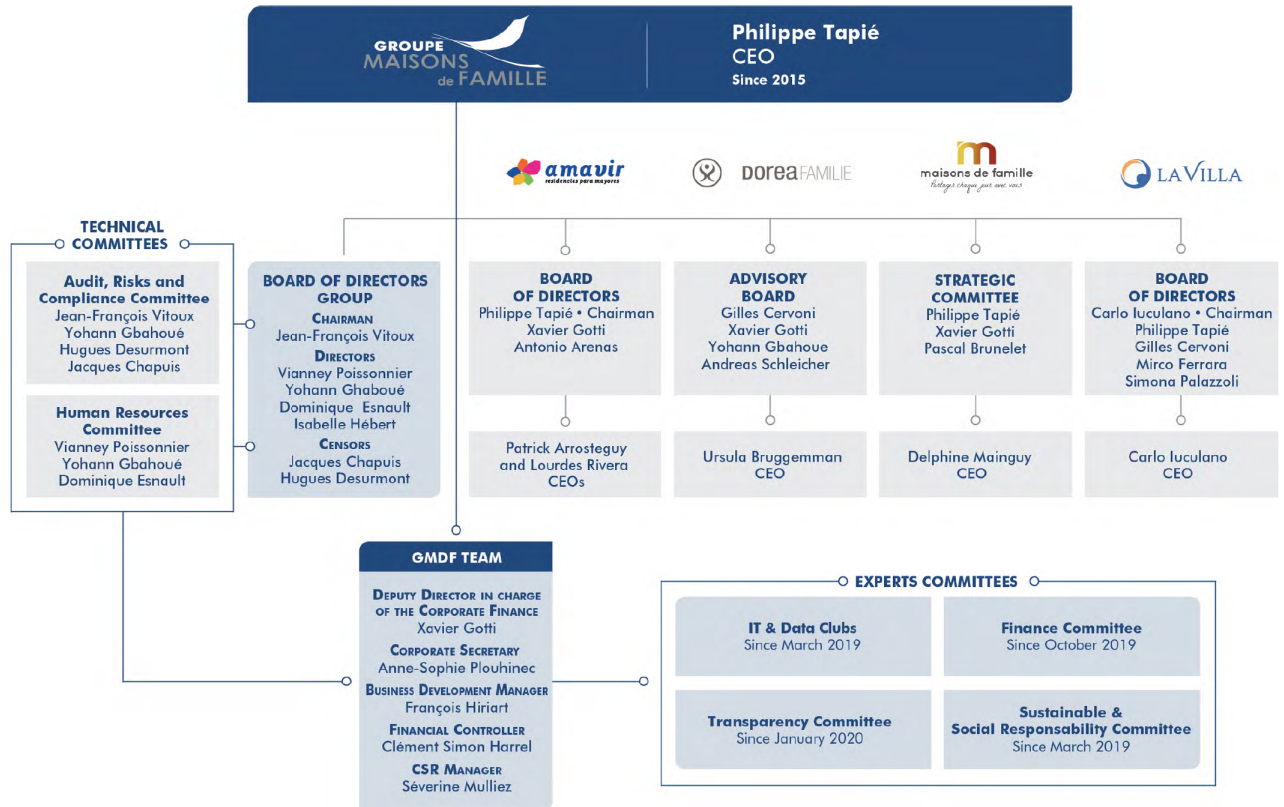 GROUPE
MAISONS
de FAMILLE
Philippe Tapié
CEO
Since 2015
amavir
residencias para mayores
DOREAFAMILIE
maisons de famille
Partager chaque jour avec vous
LA VILLA
TECHNICAL
COMMITTEES
Audit, Risks and
Compliance Committee
Jean-François Vitoux
Yohann Gbahoué
Hugues Desurmont
Jacques Chapuis
Human Resources
Committee
Vianney Poissonnier
Yohann Gbahoué
Dominique Esnault
BOARD OF DIRECTORS
GROUP
CHAIRMAN
Jean-François Vitoux
DIRECTORS
Vianney Poissonnier
Yohann Ghaboué
Dominique Esnault
Isabelle Hébert
CENSORS
Jacques Chapuis
Hugues Desurmont
BOARD
OF DIRECTORS
Philippe Tapié • Chairman
Xavier Gotti
Antonio Arenas
Patrick Arrosteguy
and Lourdes Rivera
CEOs
ADVISORY
BOARD
Gilles Cervoni
Xavier Gotti
Yohann Gbahoue
Andreas Schleicher
Ursula Bruggemman
CEO
STRATEGIC
COMMITTEE
Philippe Tapié
Xavier Gotti
Pascal Brunelet
Delphine Mainguy
CEO
BOARD
OF DIRECTORS
Carlo Iuculano • Chairman
Philippe Tapié
Gilles Cervoni
Mirco Ferrara
Simona Palazzoli
Carlo Iuculano
CEO
GMDF TEAM
DEPUTY DIRECTOR IN CHARGE
OF THE CORPORATE FINANCE
Xavier Gotti
CORPORATE SECRETARY
Anne-Sophie Plouhinec
BUSINESS DEVELOPMENT MANAGER
François Hiriart
FINANCIAL CONTROLLER
Clément Simon Harrel
CSR MANAGER
Séverine Mulliez
EXPERTS COMMITTEES
IT & Data Clubs
Since March 2019
Finance Committee
Since October 2019
Transparency Committee
Since January 2020
Sustainable &
Social Responsability Committee
Since March 2019